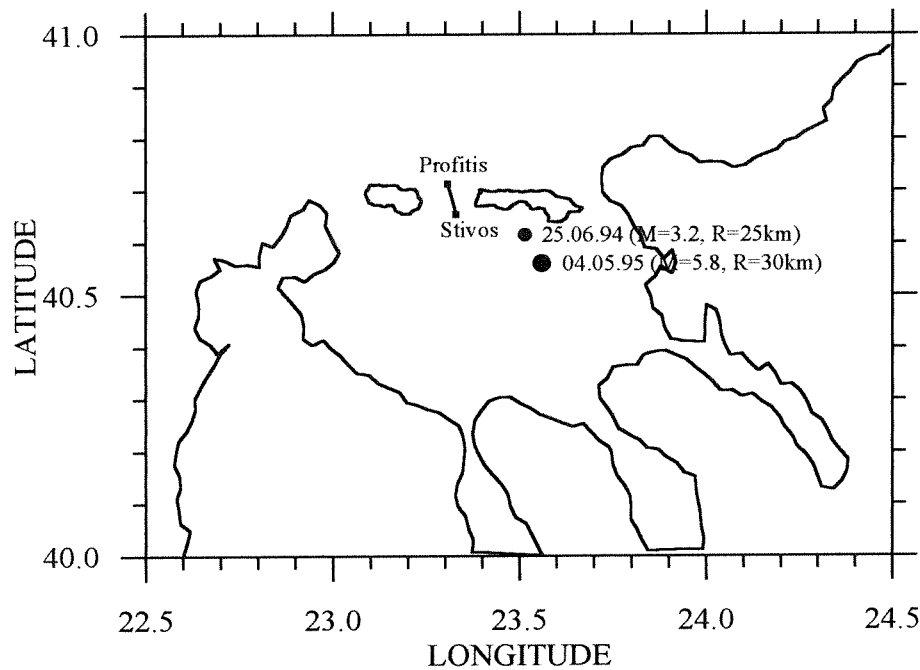 41.0
Profitis
Stivos
25.06.94 (M=3.2, R=25km)
04.05.95 (M=5.8, R=30km)
LATITUDE
40.5
40.0
22.5 23.0 23.5 24.0 24.5
LONGITUDE